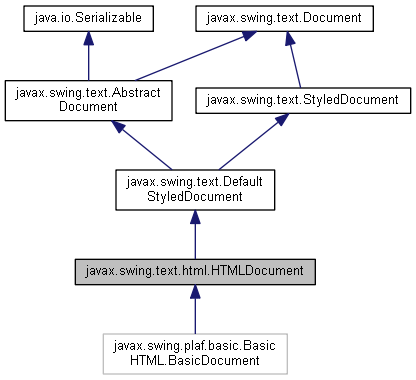 java.io.Serializable
javax.swing.text.Document
javax.swing.text.Abstract
Document
javax.swing.text.StyledDocument
javax.swing.text.Default
StyledDocument
javax.swing.text.html.HTMLDocument
javax.swing.plaf.basic.Basic
HTML.BasicDocument